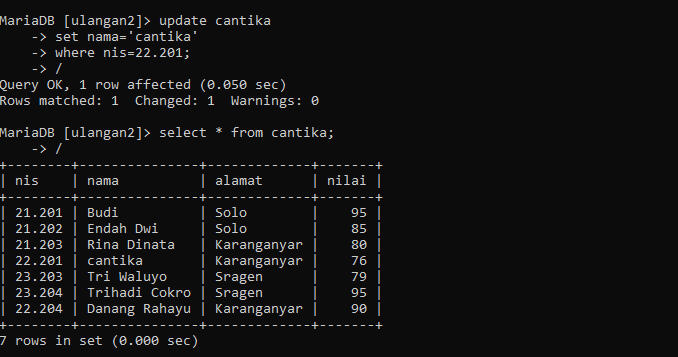 MariaDB [ulangan2]> update cantika
    -> set nama='cantika'
    -> where nis=22.201;
    -> /
Query OK, 1 row affected (0.050 sec)
Rows matched: 1  Changed: 1  Warnings: 0

MariaDB [ulangan2]> select * from cantika;
    -> /
+--------+---------------+-------------+-------+
| nis    | nama          | alamat      | nilai |
+--------+---------------+-------------+-------+
| 21.201 | Budi          | Solo        |    95 |
| 21.202 | Endah Dwi     | Solo        |    85 |
| 21.203 | Rina Dinata   | Karanganyar |    80 |
| 22.201 | cantika       | Karanganyar |    76 |
| 23.203 | Tri Waluyo    | Sragen      |    79 |
| 23.204 | Trihadi Cokro | Sragen      |    95 |
| 22.204 | Danang Rahayu | Karanganyar |    90 |
+--------+---------------+-------------+-------+
7 rows in set (0.000 sec)